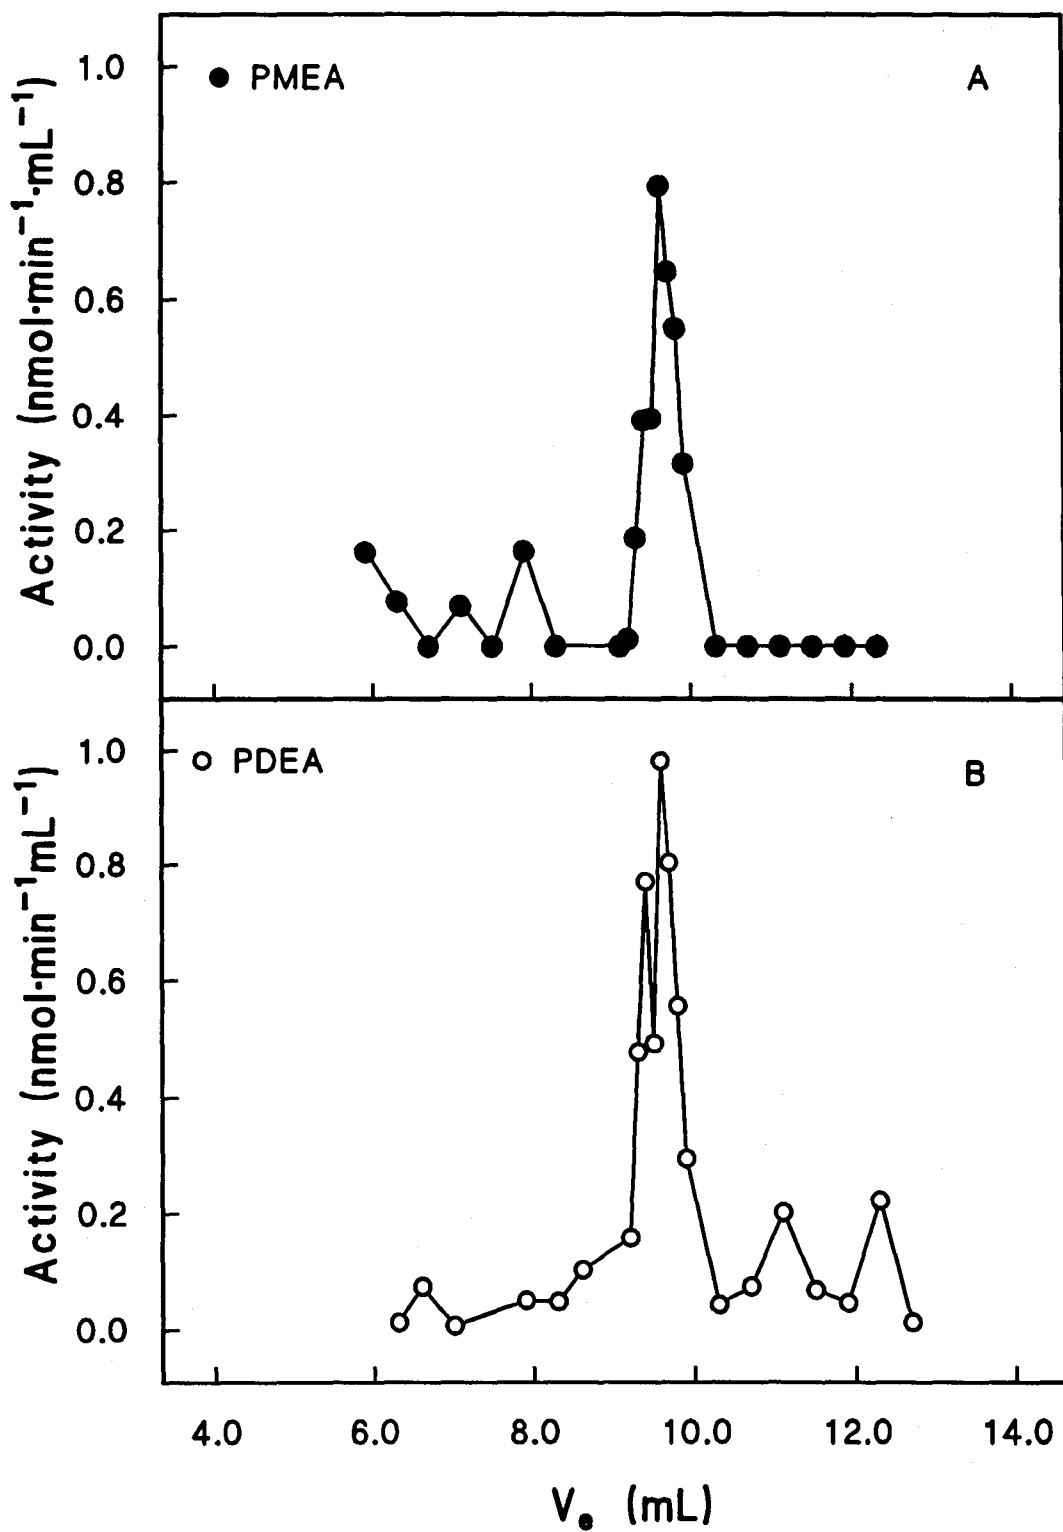 PMEA
A
Activity (nmol·min⁻¹·mL⁻¹)
1.0
0.8
0.6
0.4
0.2
0.0
PDEA
B
Activity (nmol·min⁻¹mL⁻¹)
1.0
0.8
0.6
0.4
0.2
0.0
4.0 6.0 8.0 10.0 12.0 14.0
Vₑ (mL)